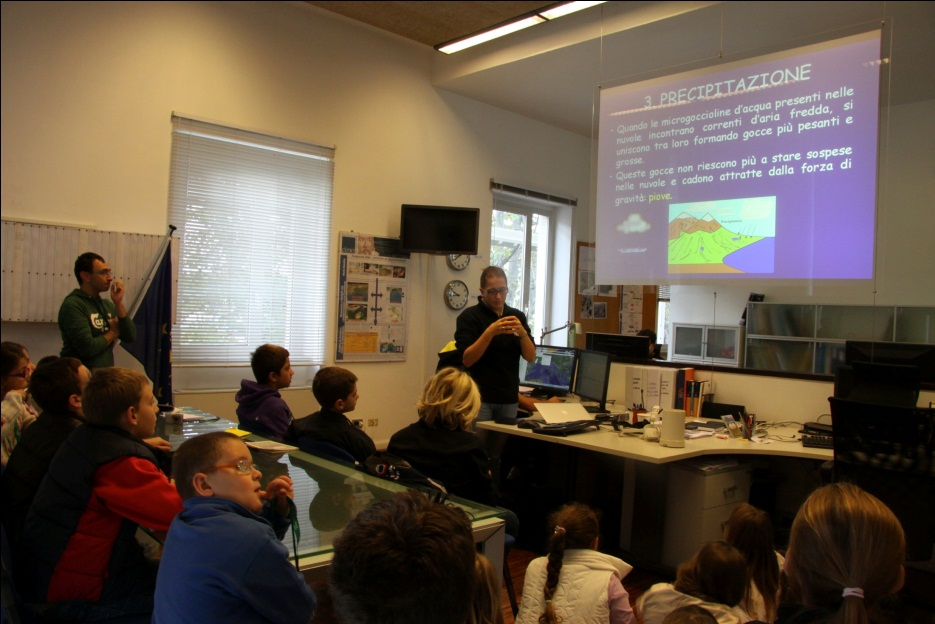 3. PRECIPITAZIONE
- Quando le microgoccioline d'acqua presenti nelle
nuvole incontrano correnti d'aria fredda, si
uniscono tra loro formando gocce più pesanti e
grosse.
- Queste gocce non riescono più a stare sospese
nelle nuvole e cadono attratte dalla forza di
gravità: piove.